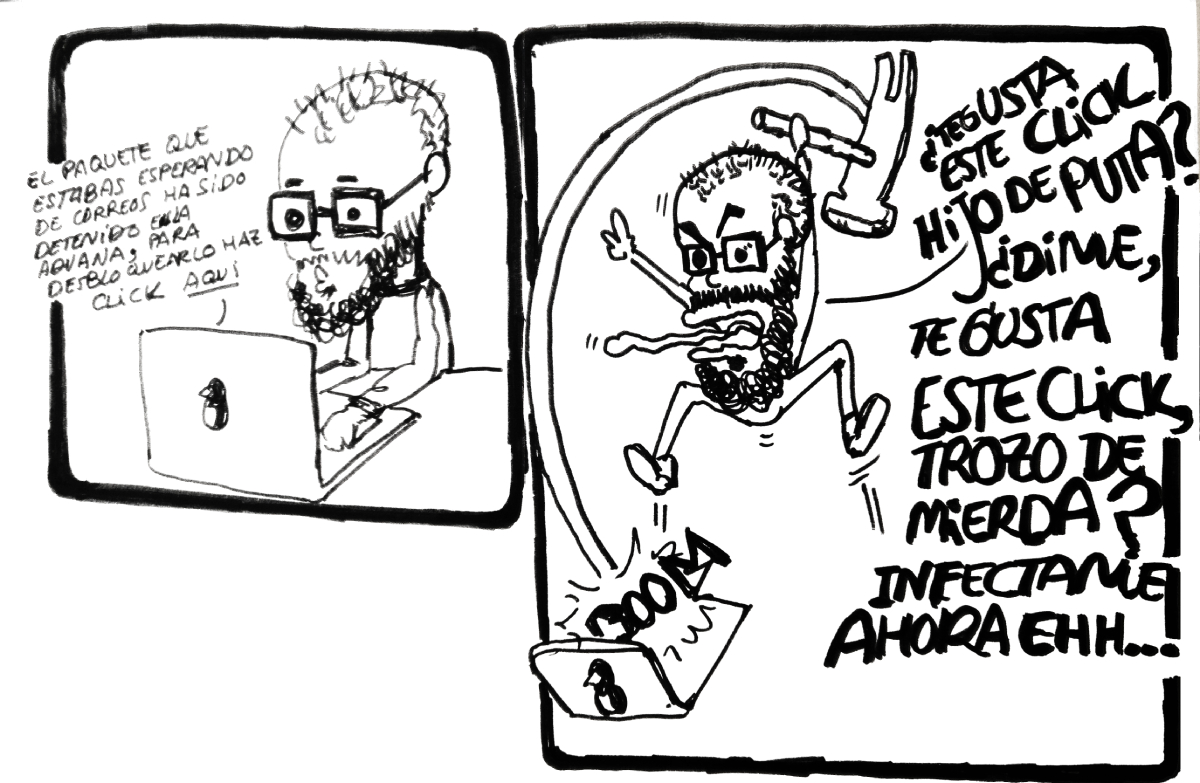 EL PAQUETE QUE
ESTABAS ESPERANDO
DE CORREOS HA SIDO
DETENIDO EN LA
ADUANA, PARA
DESBLOQUEARLO HAZ
CLICK AQUÍ
¿TE GUSTA
ESTE CLICK
HIJO DE PUTA?
¿DIME,
TE GUSTA
ESTE CLICK,
TROZO DE
MIERDA?
INFECTAME
AHORA EHH...
BOOM